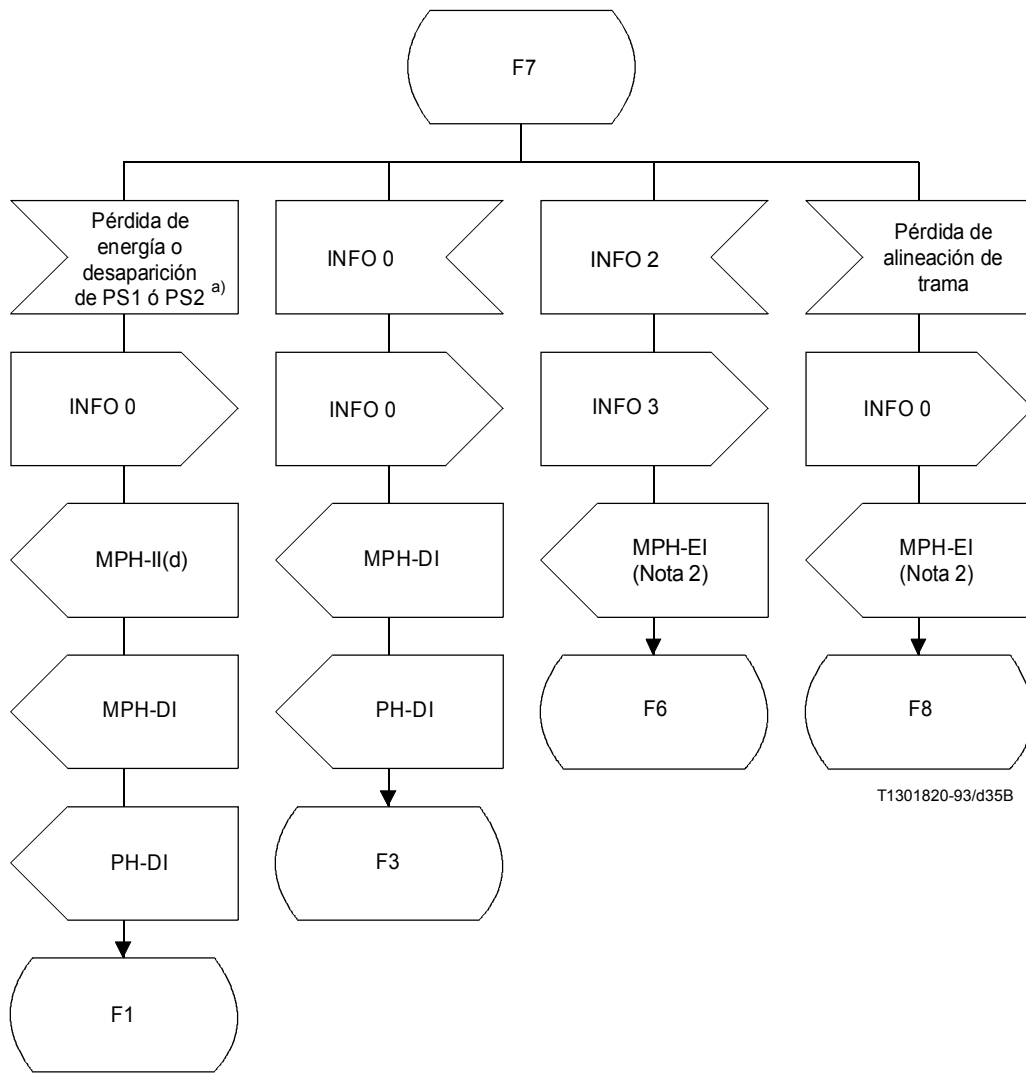 F7
Pérdida de
energía o
desaparición
de PS1 ó PS2 a)
INFO 0
INFO 2
Pérdida de
alineación de
trama
INFO 0
INFO 0
INFO 3
INFO 0
MPH-II(d)
MPH-DI
MPH-EI
(Nota 2)
MPH-EI
(Nota 2)
MPH-DI
PH-DI
F6
F8
T1301820-93/d35B
PH-DI
F3
F1